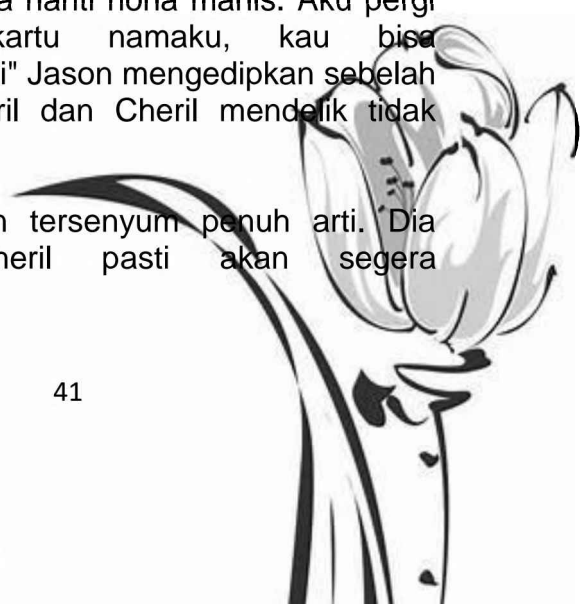 a nanti nona manis. Aku pergi
kartu namaku, kau bisa
i" Jason mengedipkan sebelah
ril dan Cheril mendelik tidak
n tersenyum penuh arti. Dia
heril pasti akan segera
41